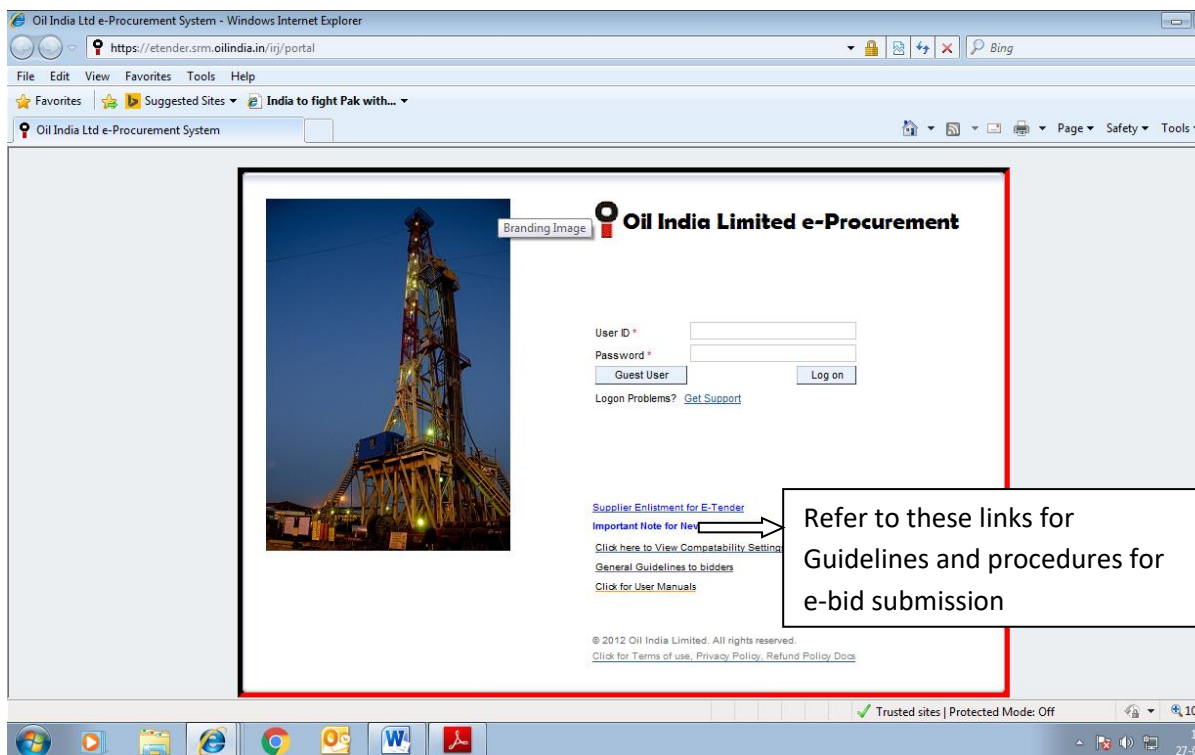 Oil India Ltd e-Procurement System - Windows Internet Explorer
https://etender.srm.oilindia.in/irj/portal
Bing
File Edit View Favorites Tools Help
Favorites Suggested Sites India to fight Pak with...
Oil India Ltd e-Procurement System
Page Safety Tools
Branding Image
Oil India Limited e-Procurement
User ID *
Password *
Guest User Log on
Logon Problems? Get Support
Supplier Enlistment for E-Tender
Important Note for
Click here to View Compatability
General Guidelines to bidders
Click for User Manuals
Refer to these links for
Guidelines and procedures for
e-bid submission
© 2012 Oil India Limited. All rights reserved.
Click for Terms of use, Privacy Policy, Refund Policy Docs
Trusted sites | Protected Mode: Off